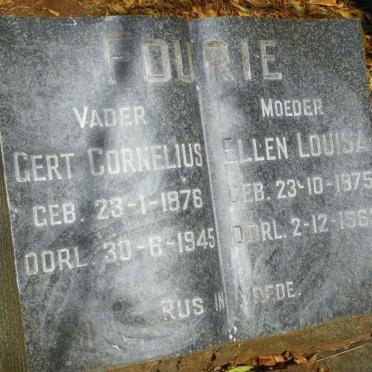 FOURIE
VADER
GERT CORNELIUS
GEB. 23-1-1876
OORL. 30-6-1945
MOEDER
ELLEN LOUISA
GEB. 23-10-1875
OORL. 2-12-196
RUS IN VREDE.